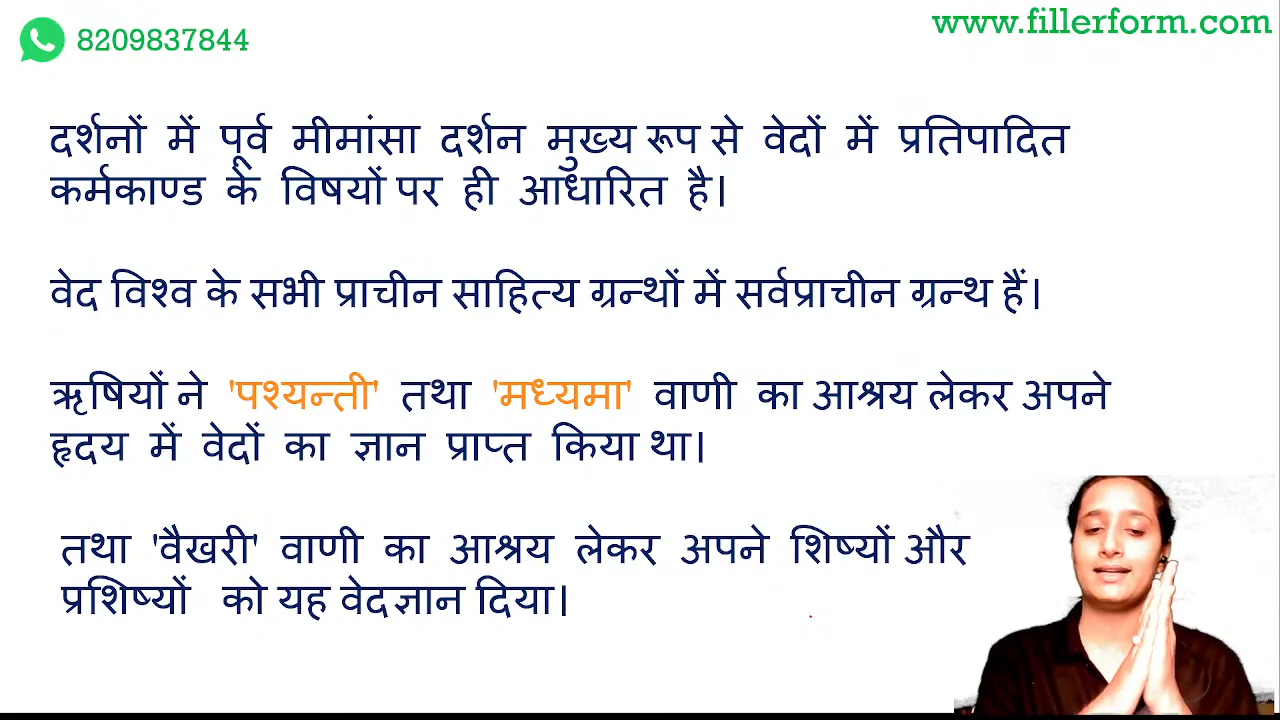 8209837844
www.fillerform.com
दर्शनों में पूर्व मीमांसा दर्शन मुख्य रूप से वेदों में प्रतिपादित
कर्मकाण्ड के विषयों पर ही आधारित है।
वेद विश्व के सभी प्राचीन साहित्य ग्रन्थों में सर्वप्राचीन ग्रन्थ हैं।
ऋषियों ने 'पश्यन्ती' तथा 'मध्यमा' वाणी का आश्रय लेकर अपने
हृदय में वेदों का ज्ञान प्राप्त किया था।
तथा 'वैखरी' वाणी का आश्रय लेकर अपने शिष्यों और
प्रशिष्यों को यह वेदज्ञान दिया।